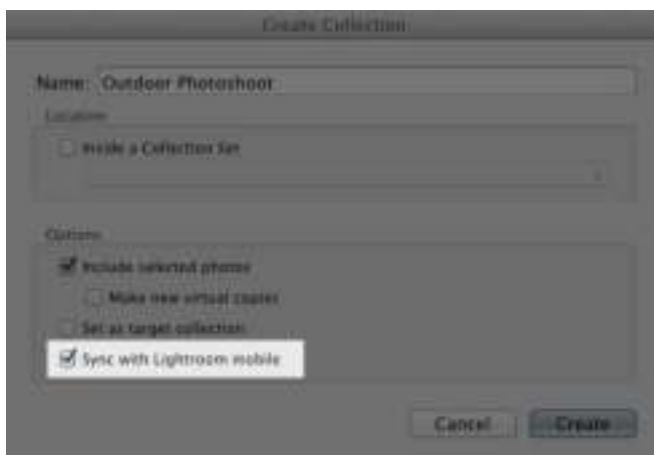 Create Collection
Name: Outdoor Photoshoot
Location
Inside a Collection Set
Options
Include selected photos
Make new virtual copies
Set as target collection
Sync with Lightroom mobile
Cancel Create